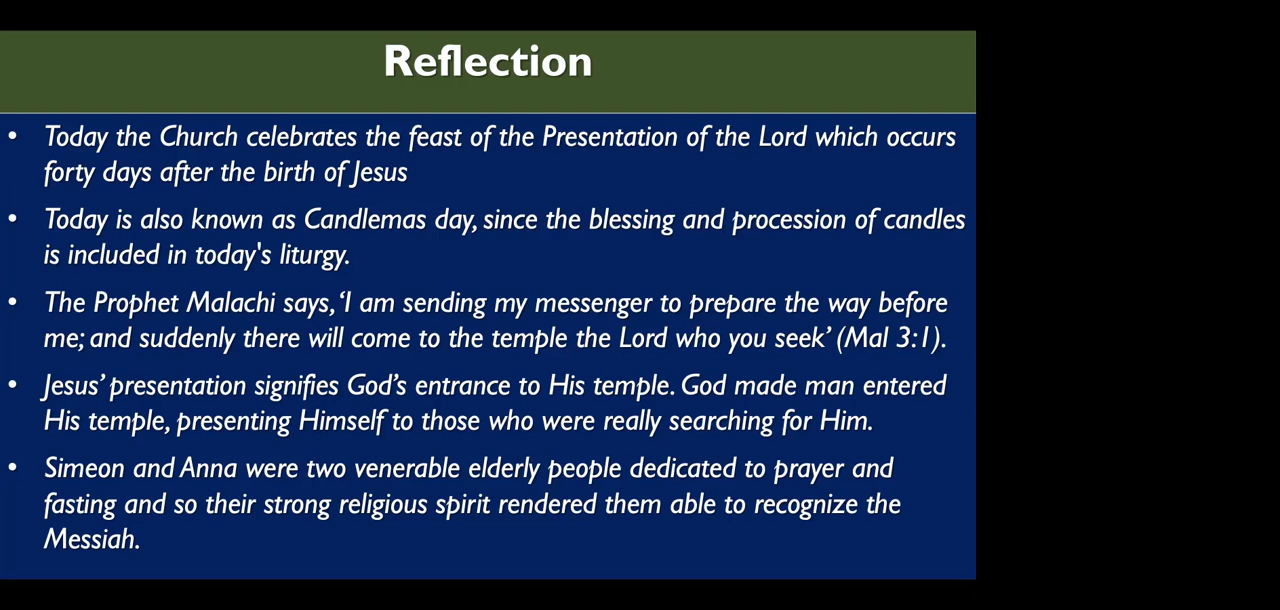 Reflection
• Today the Church celebrates the feast of the Presentation of the Lord which occurs
forty days after the birth of Jesus
• Today is also known as Candlemas day, since the blessing and procession of candles
is included in today's liturgy.
• The Prophet Malachi says, ‘I am sending my messenger to prepare the way before
me; and suddenly there will come to the temple the Lord who you seek’ (Mal 3:1).
• Jesus’ presentation signifies God’s entrance to His temple. God made man entered
His temple, presenting Himself to those who were really searching for Him.
• Simeon and Anna were two venerable elderly people dedicated to prayer and
fasting and so their strong religious spirit rendered them able to recognize the
Messiah.